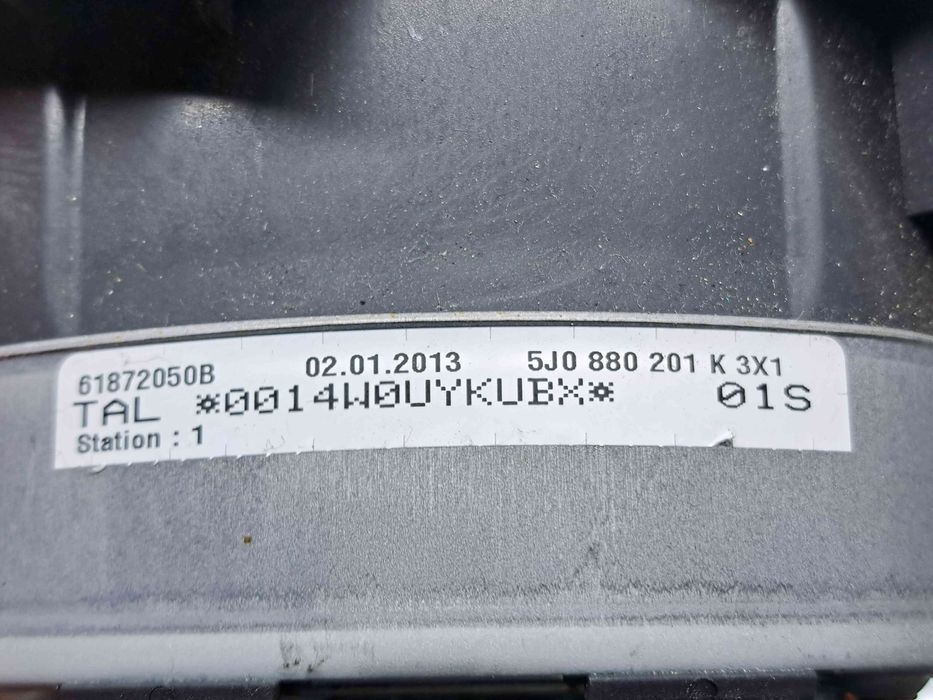 61872050B 02.01.2013 5J0 880 201 K 3X1
TAL *0014W0UYKUBX* 01S
Station : 1